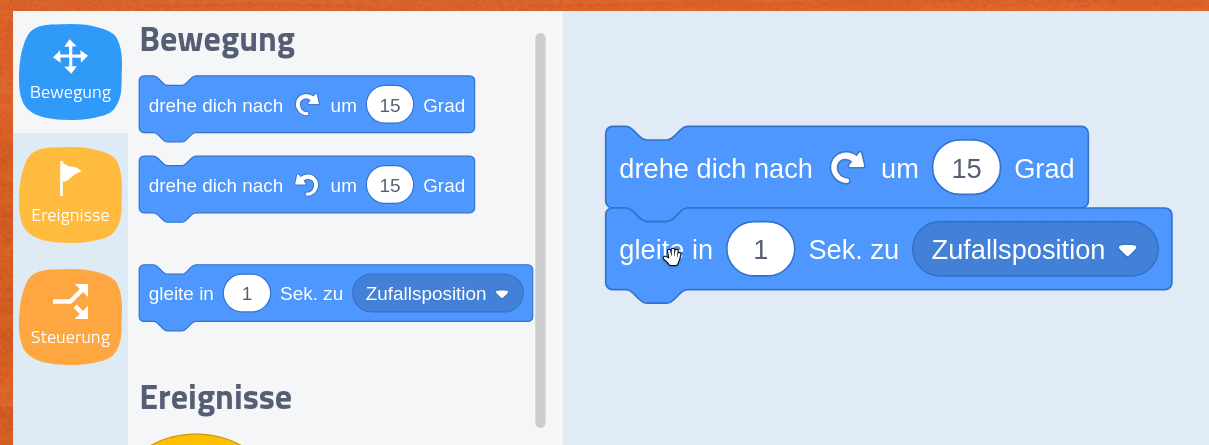 Bewegung
Ereignisse
Steuerung
Bewegung
drehe dich nach um 15 Grad
drehe dich nach um 15 Grad
gleite in 1 Sek. zu Zufallsposition
Ereignisse
drehe dich nach um 15 Grad
gleite in 1 Sek. zu Zufallsposition